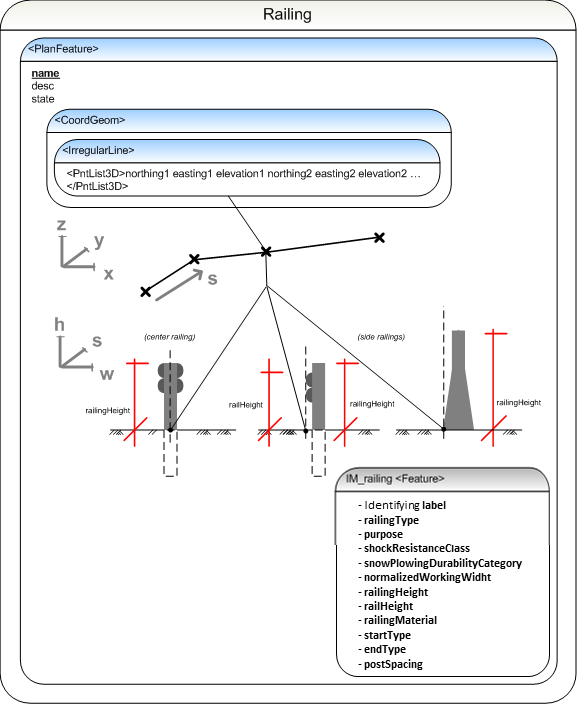 Railing
<PlanFeature>
name
desc
state
<CoordGeom>
<IrregularLine>
<PntList3D>northing1 easting1 elevation1 northing2 easting2 elevation2 ...
</PntList3D>
z
y
x
s
h
s
w
(center railing)
(side railings)
railingHeight
railHeight
railingHeight
railingHeight
IM_railing <Feature>
- Identifying label
- railingType
- purpose
- shockResistanceClass
- snowPlowingDurabilityCategory
- normalizedWorkingWidht
- railingHeight
- railHeight
- railingMaterial
- startType
- endType
- postSpacing